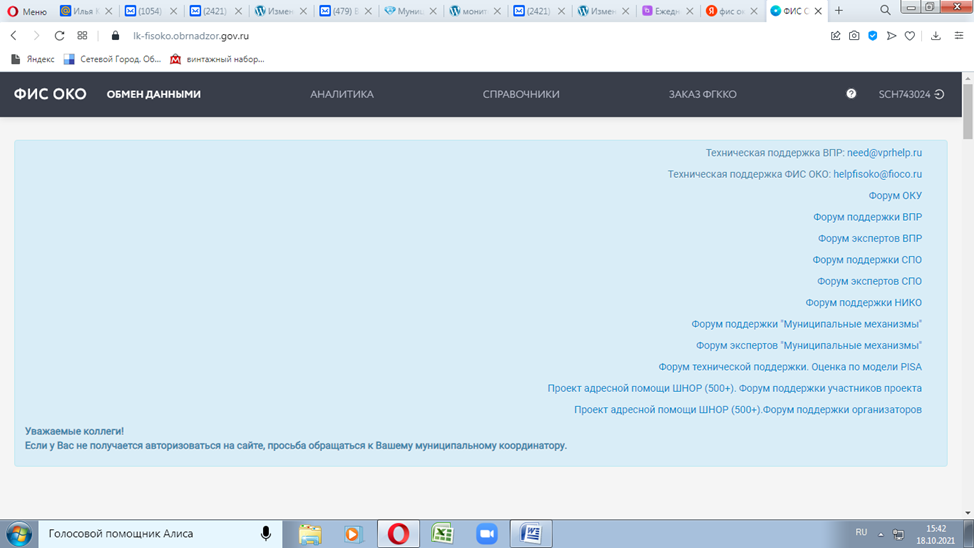 Меню
Илья К
(1054)
(2421)
Измен
(479) В
Муниц
монит
(2421)
Измен
Ежедн
фис ок
ФИС О
lk-fisoko.obrnadzor.gov.ru
Яндекс
Сетевой Город. Об...
винтажный набор...
ФИС ОКО
ОБМЕН ДАННЫМИ
АНАЛИТИКА
СПРАВОЧНИКИ
ЗАКАЗ ФГККО
?
SCH743024
Техническая поддержка ВПР: need@vprhelp.ru
Техническая поддержка ФИС ОКО: helpfisoko@fioco.ru
Форум ОКУ
Форум поддержки ВПР
Форум экспертов ВПР
Форум поддержки СПО
Форум экспертов СПО
Форум поддержки НИКО
Форум поддержки "Муниципальные механизмы"
Форум экспертов "Муниципальные механизмы"
Форум технической поддержки. Оценка по модели PISA
Проект адресной помощи ШНОР (500+). Форум поддержки участников проекта
Проект адресной помощи ШНОР (500+).Форум поддержки организаторов
Уважаемые коллеги!
Если у Вас не получается авторизоваться на сайте, просьба обращаться к Вашему муниципальному координатору.
Голосовой помощник Алиса
RU
15:42
18.10.2021